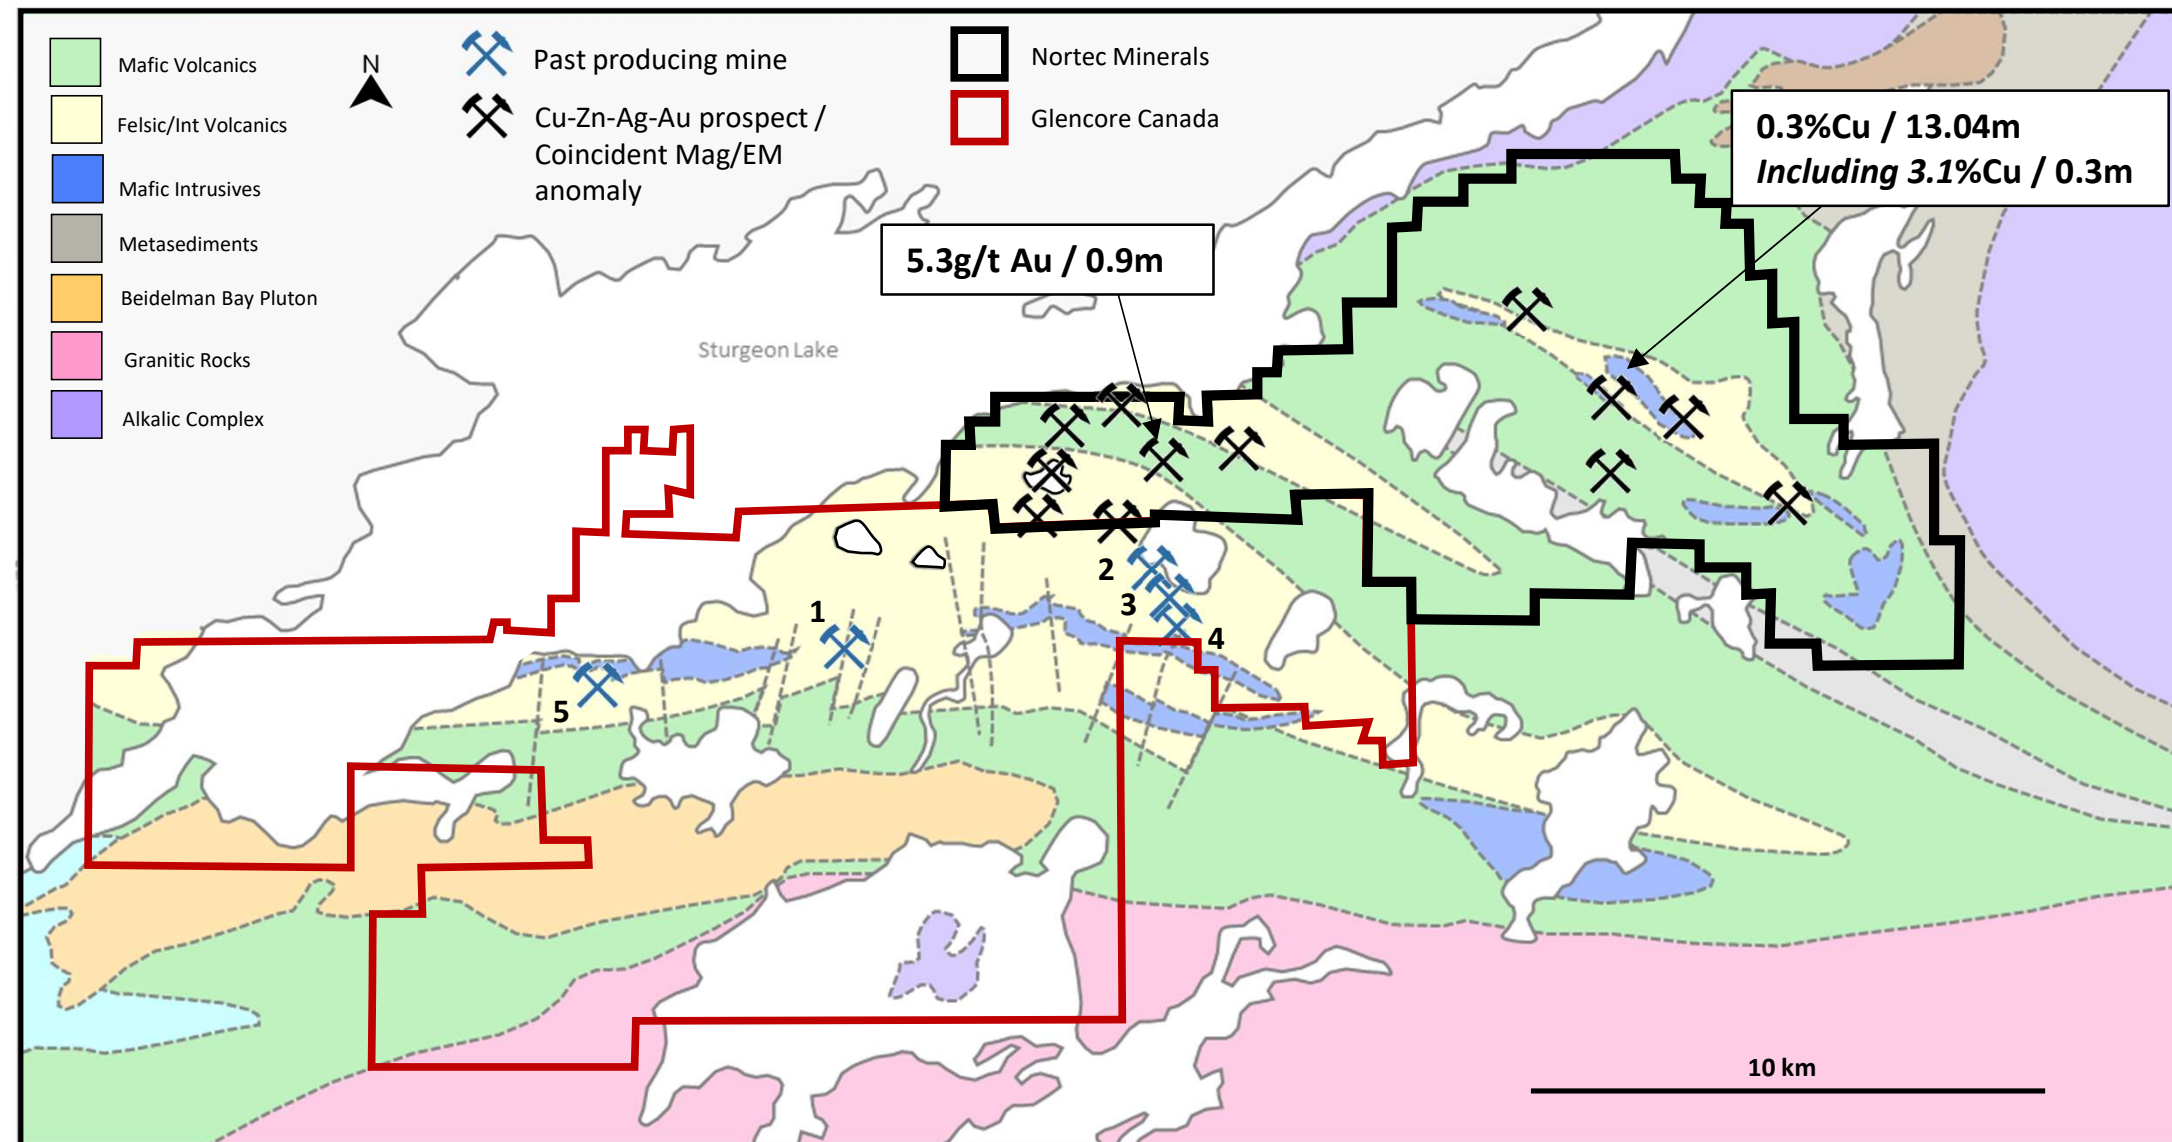 Mafic Volcanics
Felsic/Int Volcanics
Mafic Intrusives
Metasediments
Beidelman Bay Pluton
Granitic Rocks
Alkalic Complex
N
Past producing mine
Cu-Zn-Ag-Au prospect /
Coincident Mag/EM
anomaly
Nortec Minerals
Glencore Canada
0.3%Cu / 13.04m
Including 3.1%Cu / 0.3m
5.3g/t Au / 0.9m
Sturgeon Lake
2
3
1
4
5
10 km